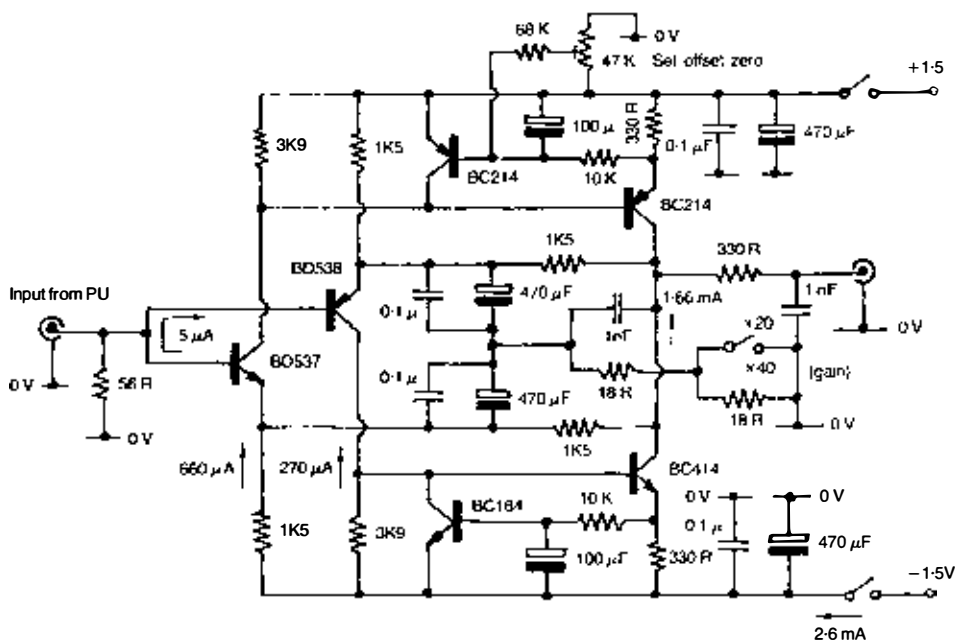 68 K
0 V
47 K
Set offset zero
+1·5
3K9
1K5
100 µ
330 R
0·1 µF
470 µF
BC214
10K
BC214
BD538
1K5
330 R
Input from PU
0·1 µ
470 µF
1·66 mA
1 nF
5 µA
1nF
×20
0 V
BD537
×40
(gain)
0 V
56 R
0·1 µ
470 µF
18 R
18 R
0 V
0 V
1K5
660 µA
270 µA
BC414
10 K
0 V
0 V
1K5
3K9
BC184
0·1 µ
470 µF
100 µF
330 R
−1·5V
2·6 mA